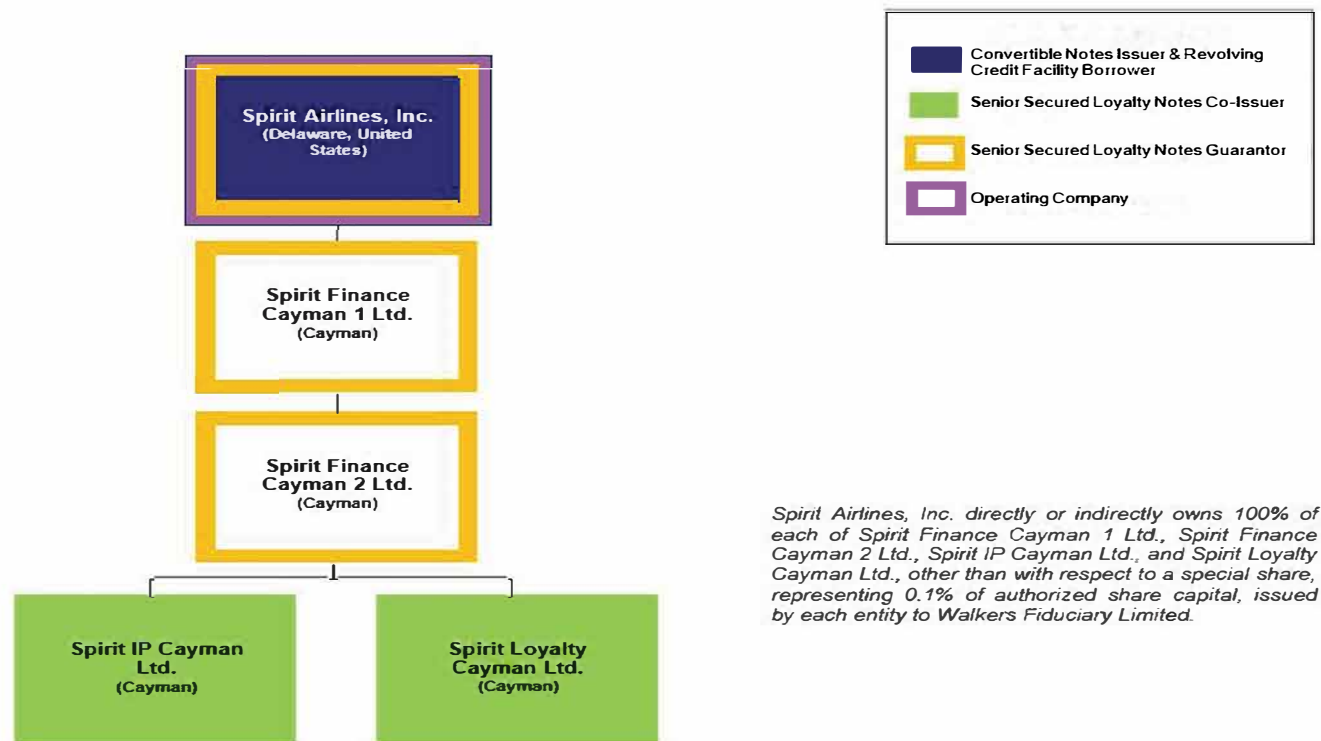 Spirit Airlines, Inc.
(Delaware, United
States)
Spirit Finance
Cayman 1 Ltd.
(Cayman)
Spirit Finance
Cayman 2 Ltd.
(Cayman)
Spirit IP Cayman
Ltd.
(Cayman)
Spirit Loyalty
Cayman Ltd.
(Cayman)
Convertible Notes Issuer & Revolving
Credit Facility Borrower
Senior Secured Loyalty Notes Co-Issuer
Senior Secured Loyalty Notes Guarantor
Operating Company
Spirit Airlines, Inc. directly or indirectly owns 100% of
each of Spirit Finance Cayman 1 Ltd., Spirit Finance
Cayman 2 Ltd., Spirit IP Cayman Ltd., and Spirit Loyalty
Cayman Ltd., other than with respect to a special share,
representing 0.1% of authorized share capital, issued
by each entity to Walkers Fiduciary Limited.